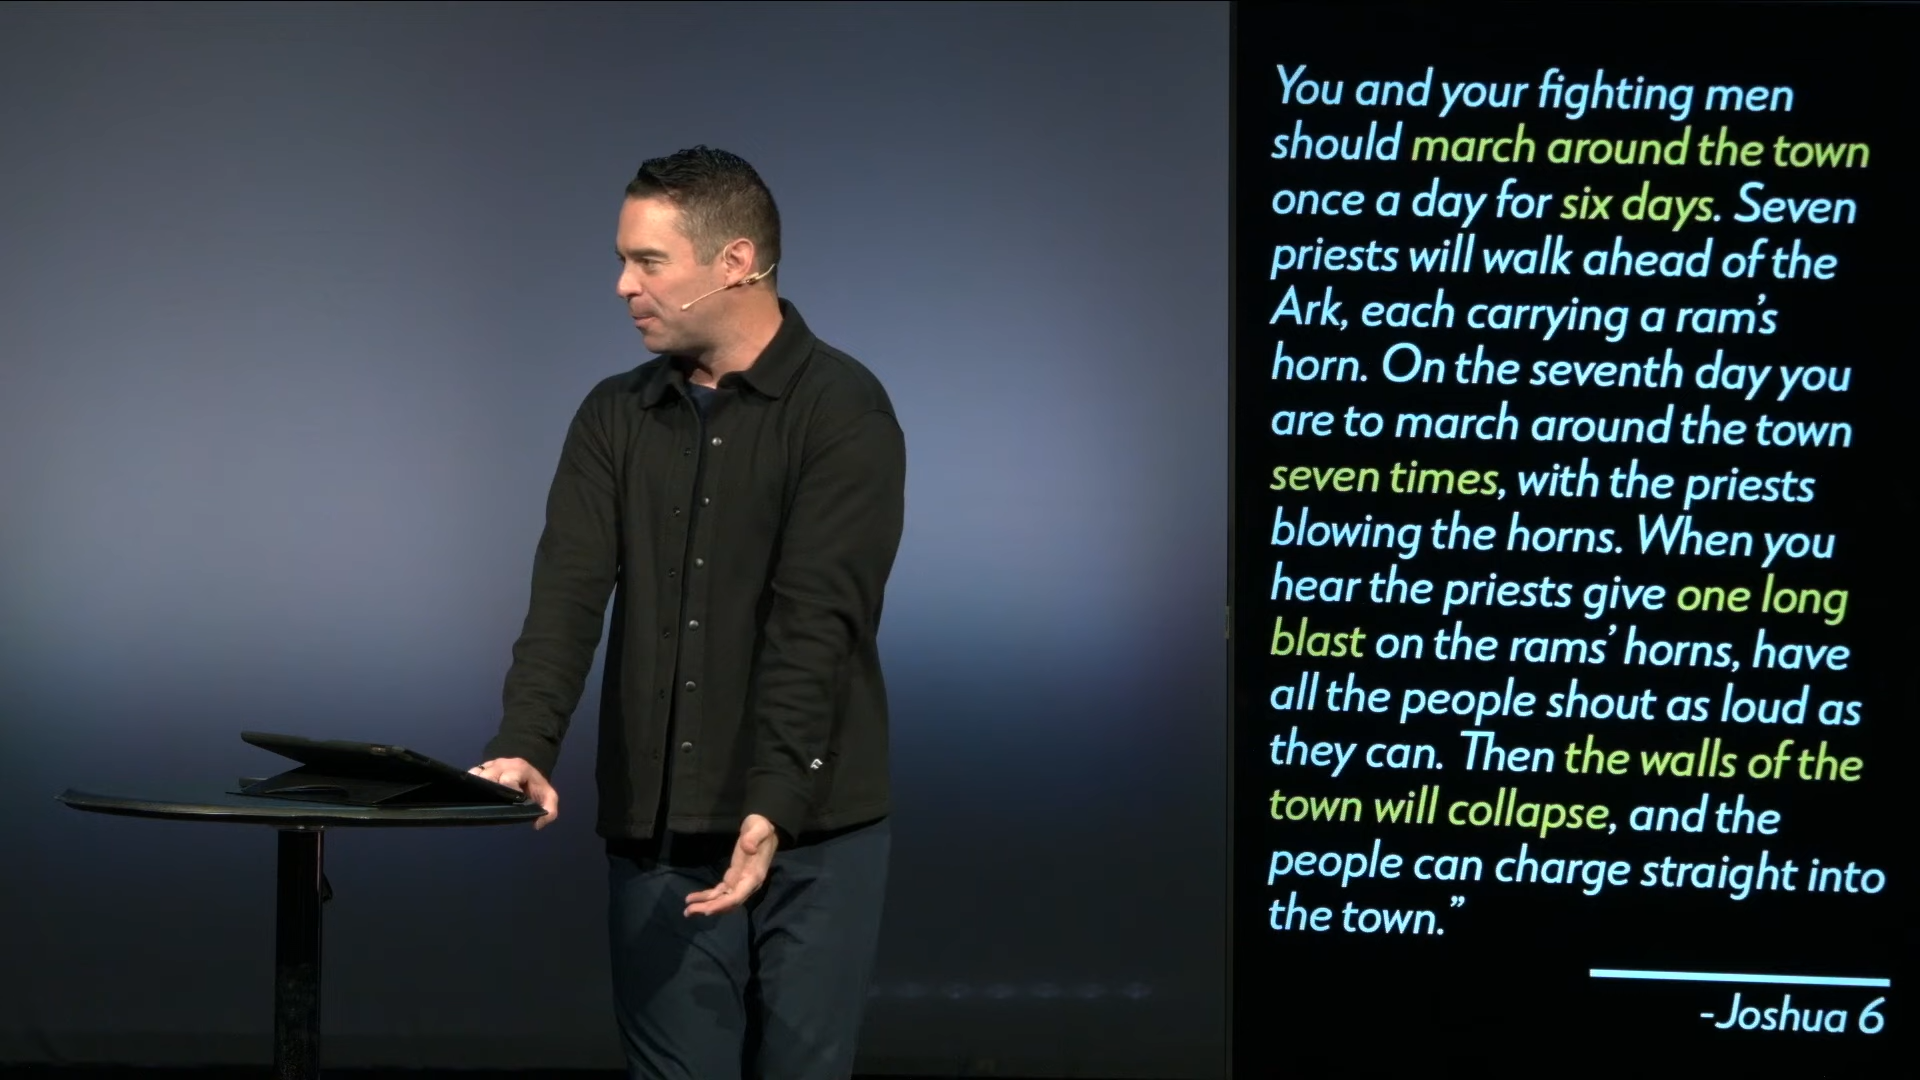 You and your fighting men
should march around the town
once a day for six days. Seven
priests will walk ahead of the
Ark, each carrying a ram's
horn. On the seventh day you
are to march around the town
seven times, with the priests
blowing the horns. When you
hear the priests give one long
blast on the rams' horns, have
all the people shout as loud as
they can. Then the walls of the
town will collapse, and the
people can charge straight into
the town.”
-Joshua 6